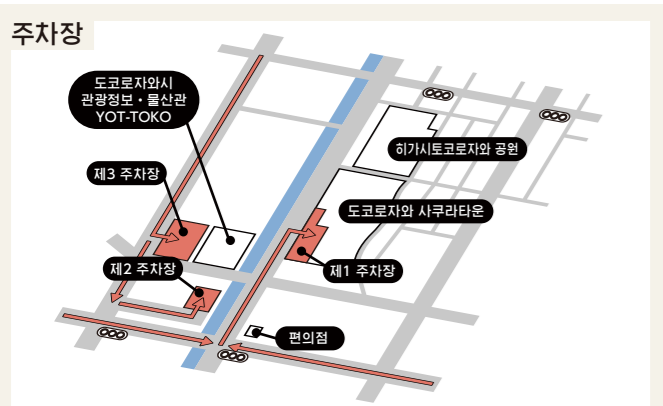 주차장
도코로자와시
관광정보・물산관
YOT-TOKO
히가시토코로자와 공원
제3 주차장
도코로자와 사쿠라타운
제2 주차장
제1 주차장
편의점